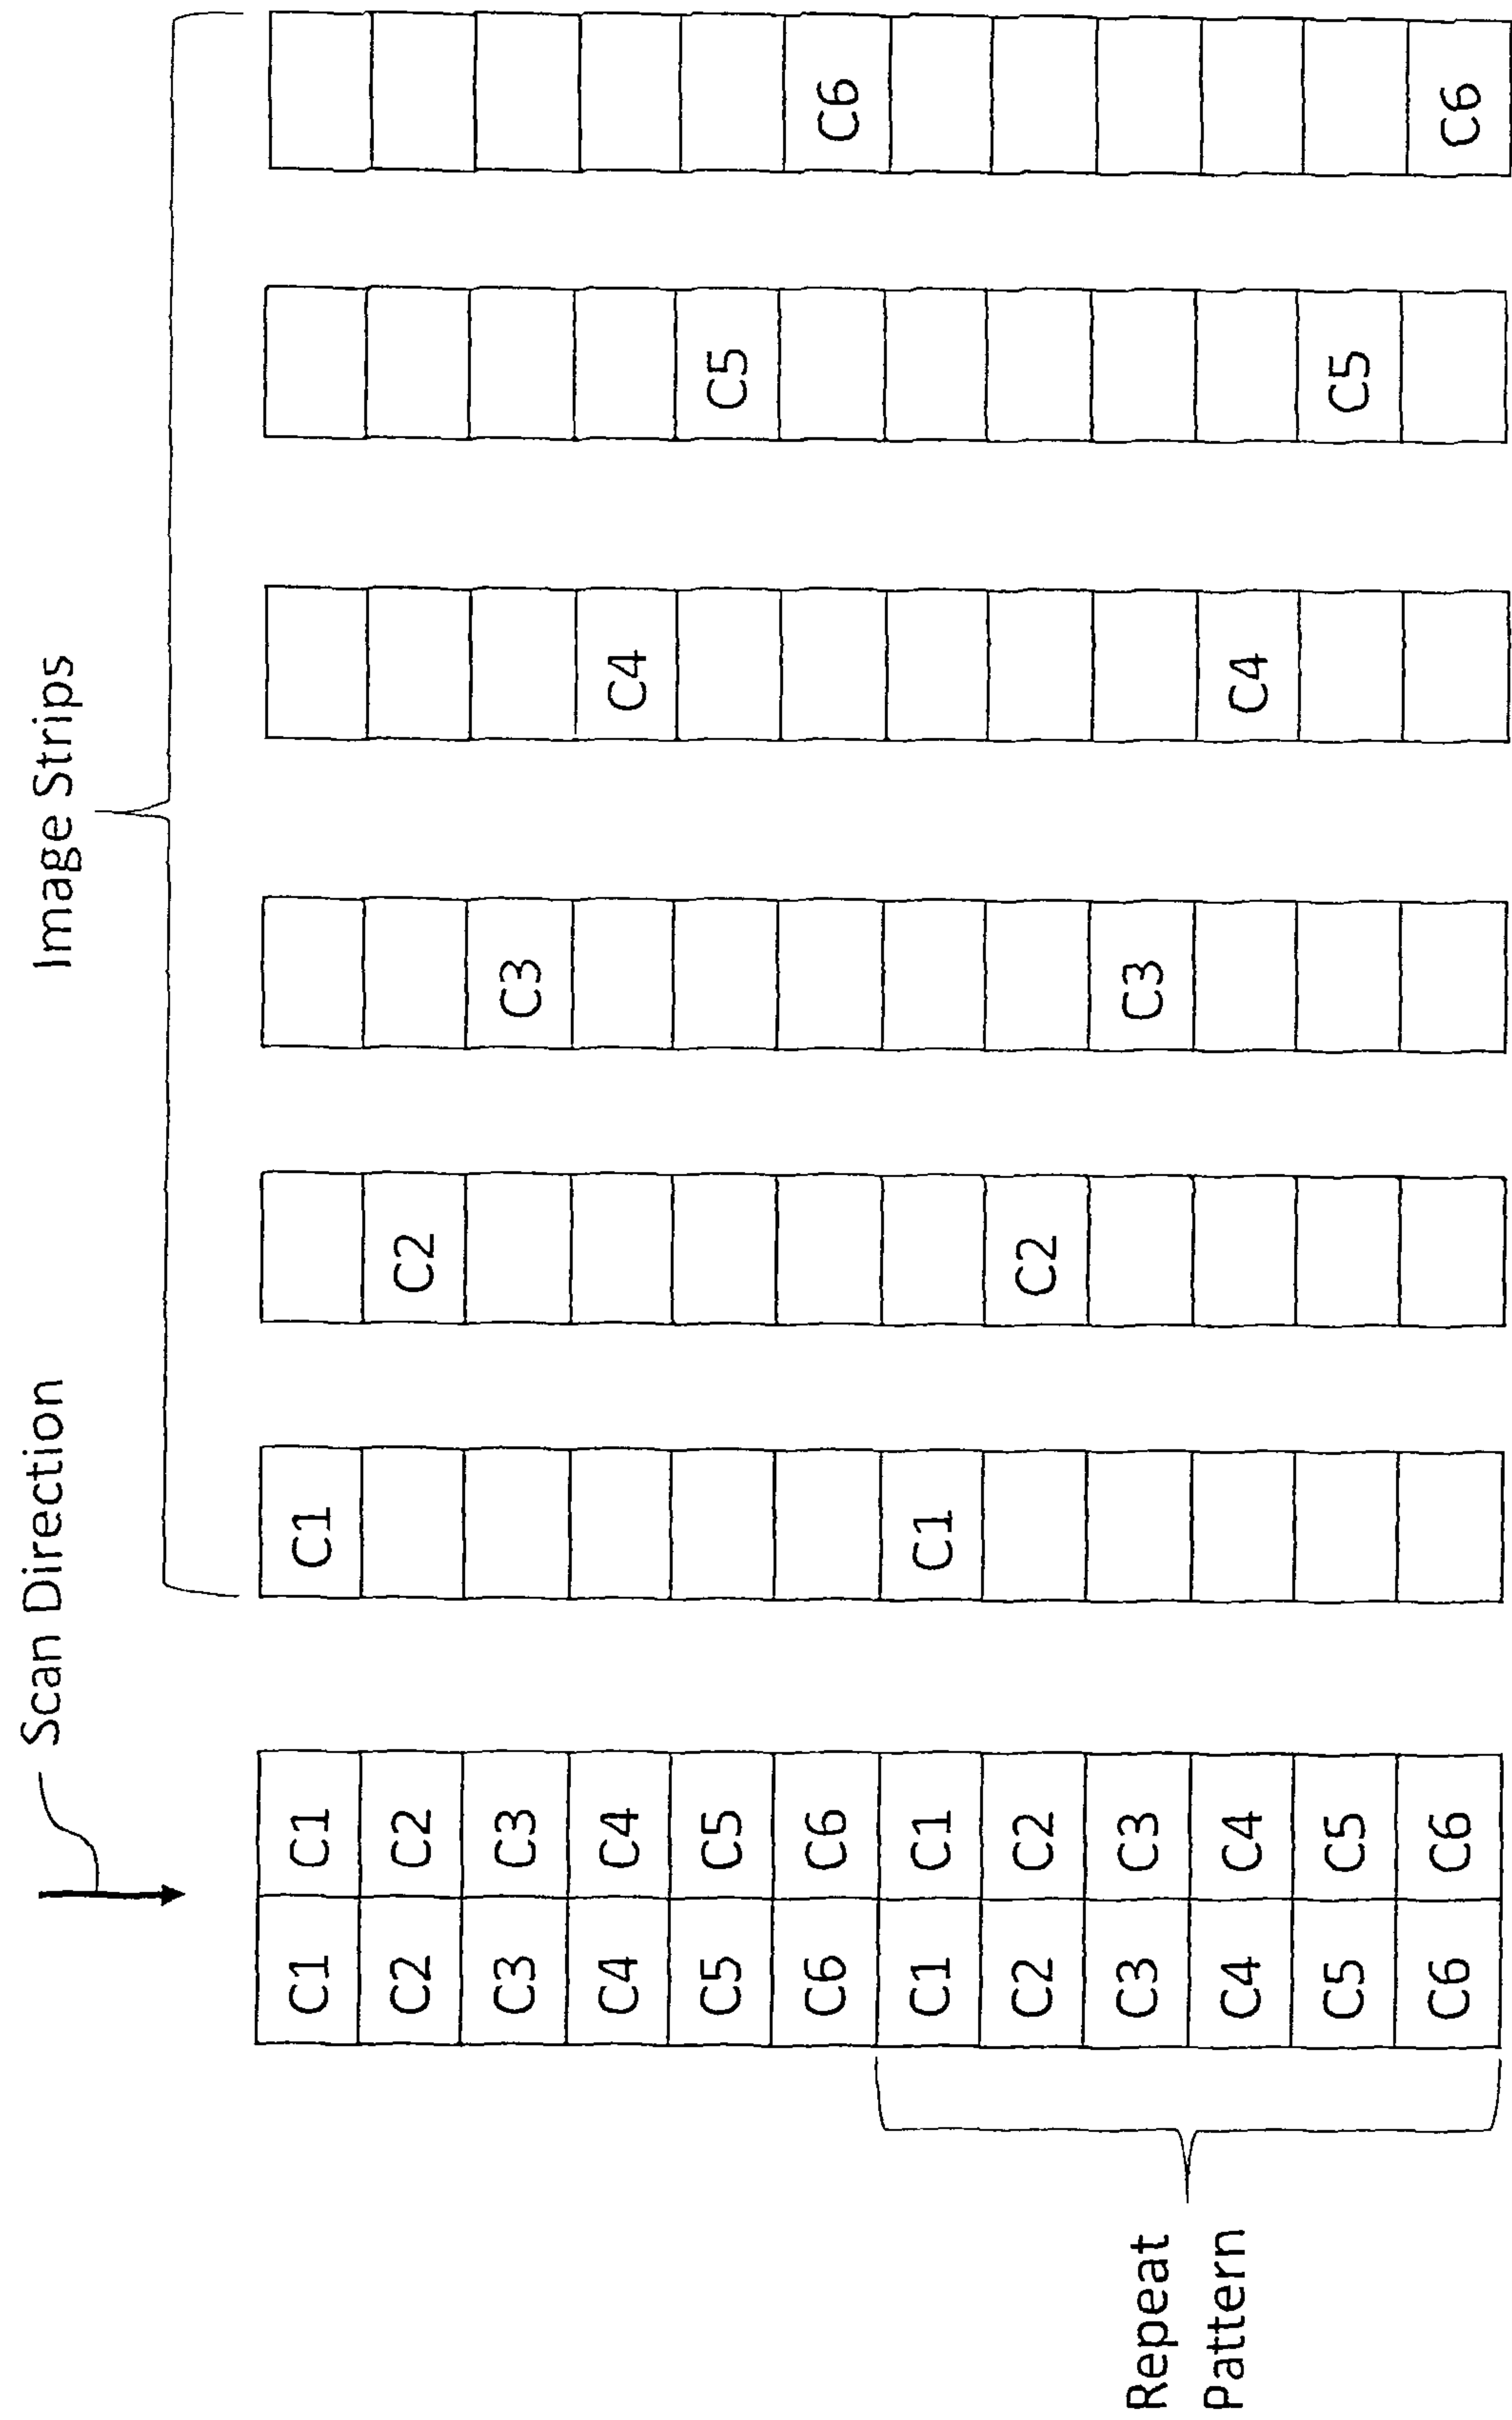 Scan Direction
Image Strips
C1 C1 C1
C2 C2 C2
C3 C3 C3
C4 C4 C4
C5 C5 C5
C6 C6 C6
C1 C1 C1
C2 C2 C2
C3 C3 C3
C4 C4 C4
C5 C5 C5
C6 C6 C6
Repeat
Pattern